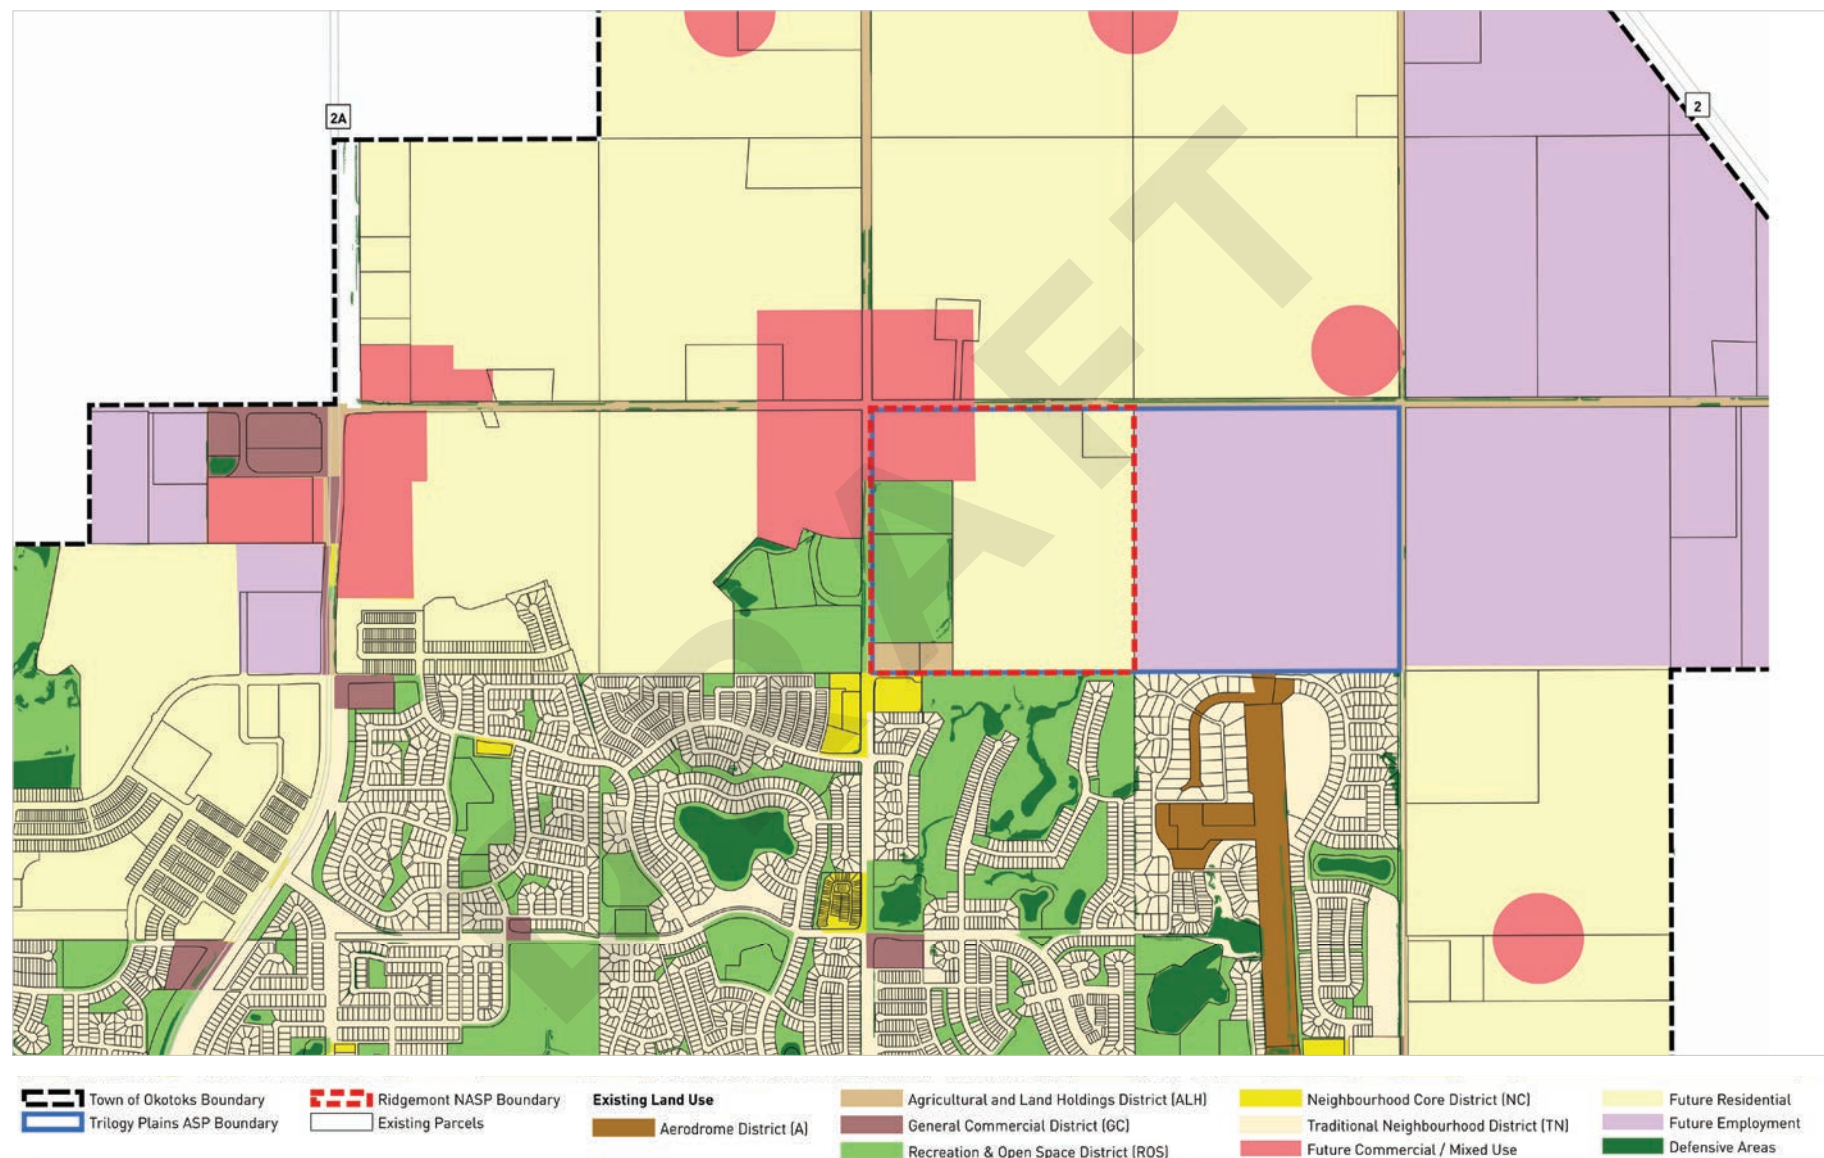 2A
2
DRAFT
Town of Okotoks Boundary
Trilogy Plains ASP Boundary
Ridgemont NASP Boundary
Existing Parcels
Existing Land Use
Aerodrome District (A)
Agricultural and Land Holdings District (ALH)
General Commercial District (GC)
Recreation & Open Space District (ROS)
Neighbourhood Core District (NC)
Traditional Neighbourhood District (TN)
Future Commercial / Mixed Use
Future Residential
Future Employment
Defensive Areas